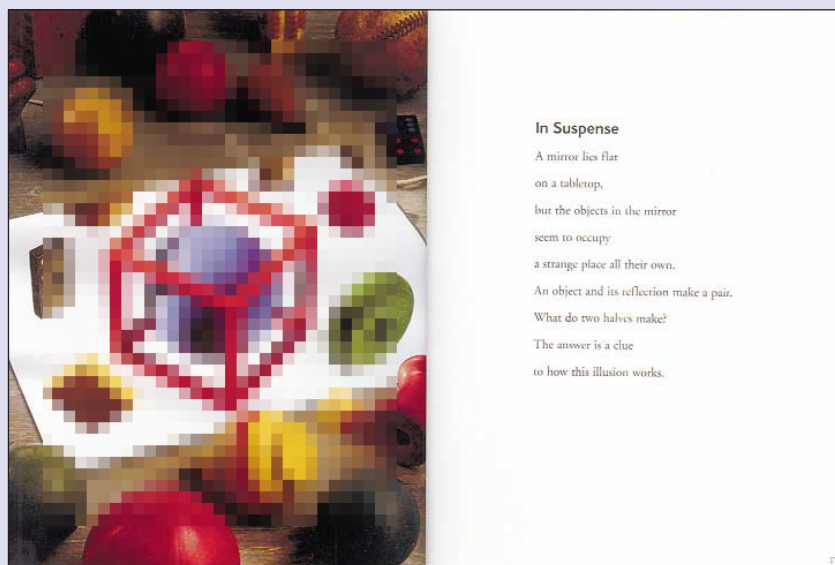 In Suspense
A mirror lies flat
on a tabletop,
but the objects in the mirror
seem to occupy
a strange place all their own.
An object and its reflection make a pair.
What do two halves make?
The answer is a clue
to how this illusion works.